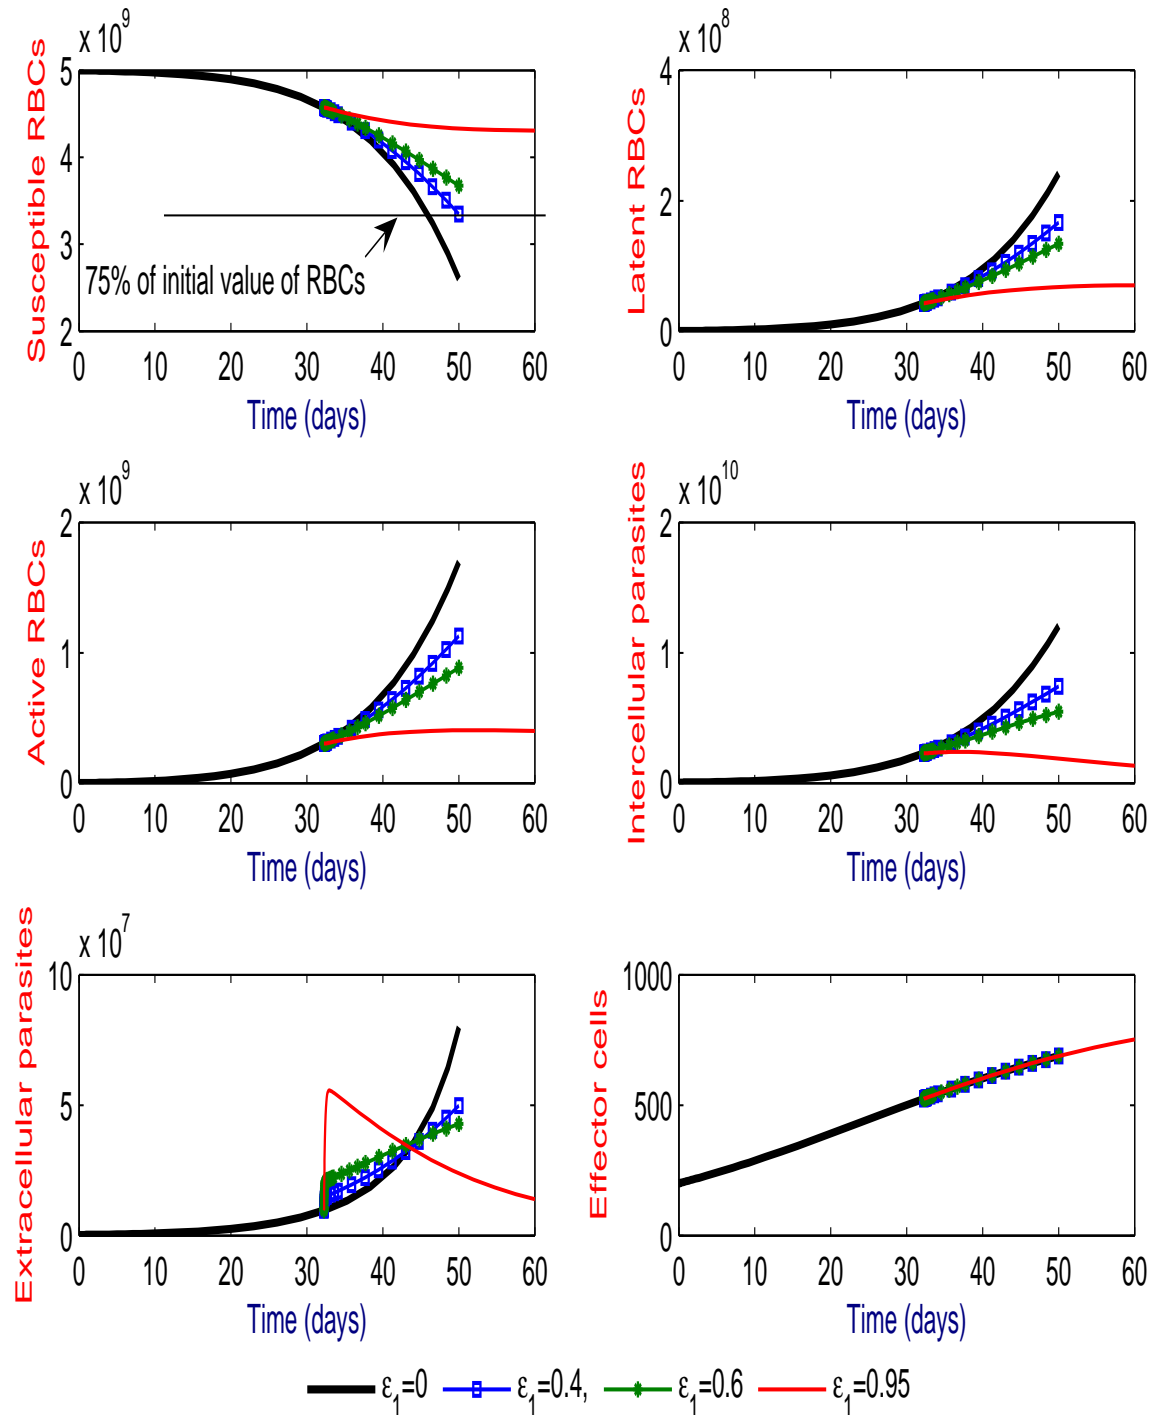 x 10^9
Susceptible RBCs
5
4
3
2
75% of initial value of RBCs
0 10 20 30 40 50 60
Time (days)
x 10^8
Latent RBCs
4
2
0
0 10 20 30 40 50 60
Time (days)
x 10^9
Active RBCs
2
1
0
0 10 20 30 40 50 60
Time (days)
x 10^10
Intercellular parasites
2
1
0
0 10 20 30 40 50 60
Time (days)
x 10^7
Extracellular parasites
10
5
0
0 10 20 30 40 50 60
Time (days)
Effector cells
1000
500
0
0 10 20 30 40 50 60
Time (days)
ε_1=0 ε_1=0.4, ε_1=0.6 ε_1=0.95